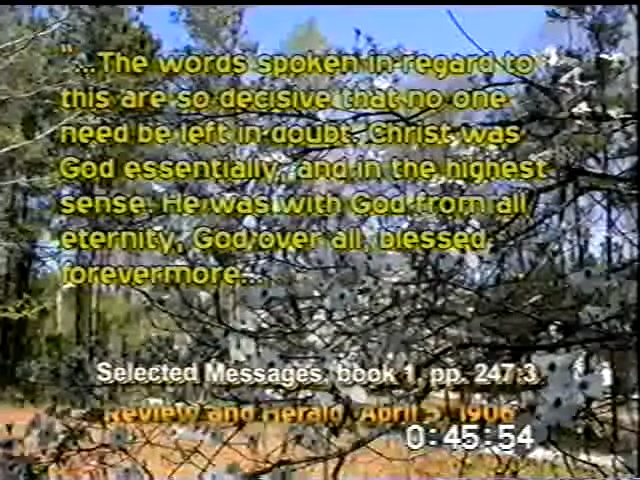 "...The words spoken in regard to
this are so decisive that no one
need be left in doubt. Christ was
God essentially, and in the highest
sense. He was with God from all
eternity, God over all, blessed
forevermore...
Selected Messages, book 1, pp. 247:3
Review and Herald, April 5, 1906
0:45:54